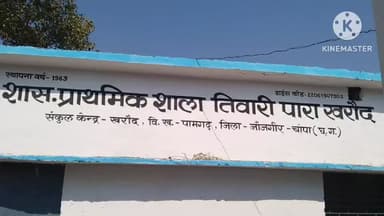 KINEMASTER
स्थापना वर्ष-1963
शास.प्राथमिक शाला तिवारी पारा खरौद
संकुल केन्द्र-खरौद, वि.ख.-पामगढ़, जिला-जाँजगीर-चांपा(छ.ग.)